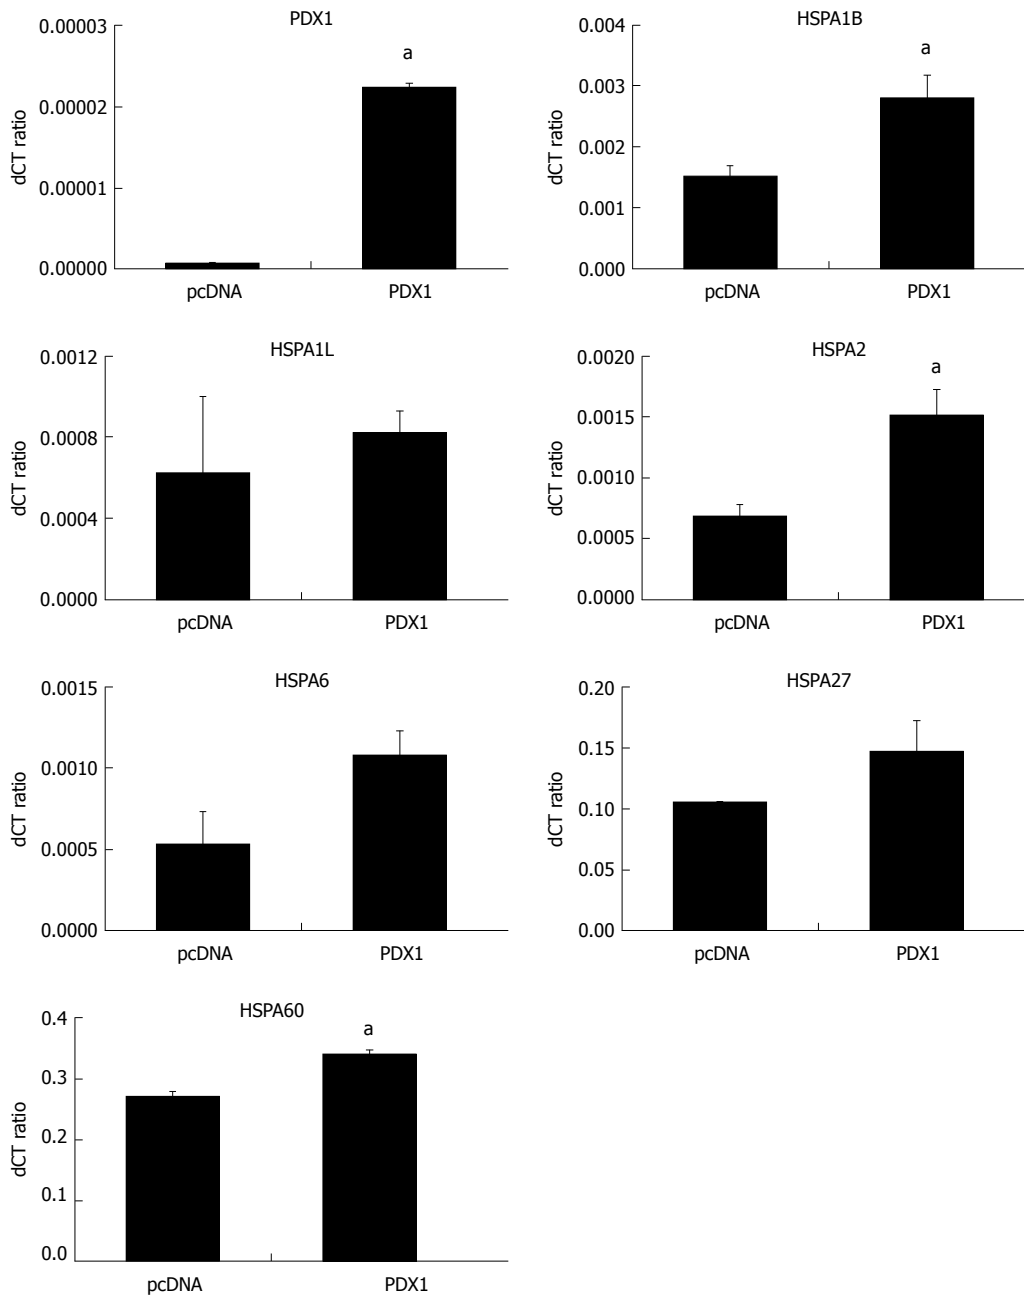 PDX1
0.00003
a
0.00002
dCT ratio
0.00001
0.00000
pcDNA PDX1
HSPA1B
0.004
a
0.003
dCT ratio
0.002
0.001
0.000
pcDNA PDX1
HSPA1L
0.0012
0.0008
dCT ratio
0.0004
0.0000
pcDNA PDX1
HSPA2
0.0020
a
0.0015
dCT ratio
0.0010
0.0005
0.0000
pcDNA PDX1
HSPA6
0.0015
0.0010
dCT ratio
0.0005
0.0000
pcDNA PDX1
HSPA27
0.20
0.15
dCT ratio
0.10
0.05
0.00
pcDNA PDX1
HSPA60
0.4
a
0.3
dCT ratio
0.2
0.1
0.0
pcDNA PDX1